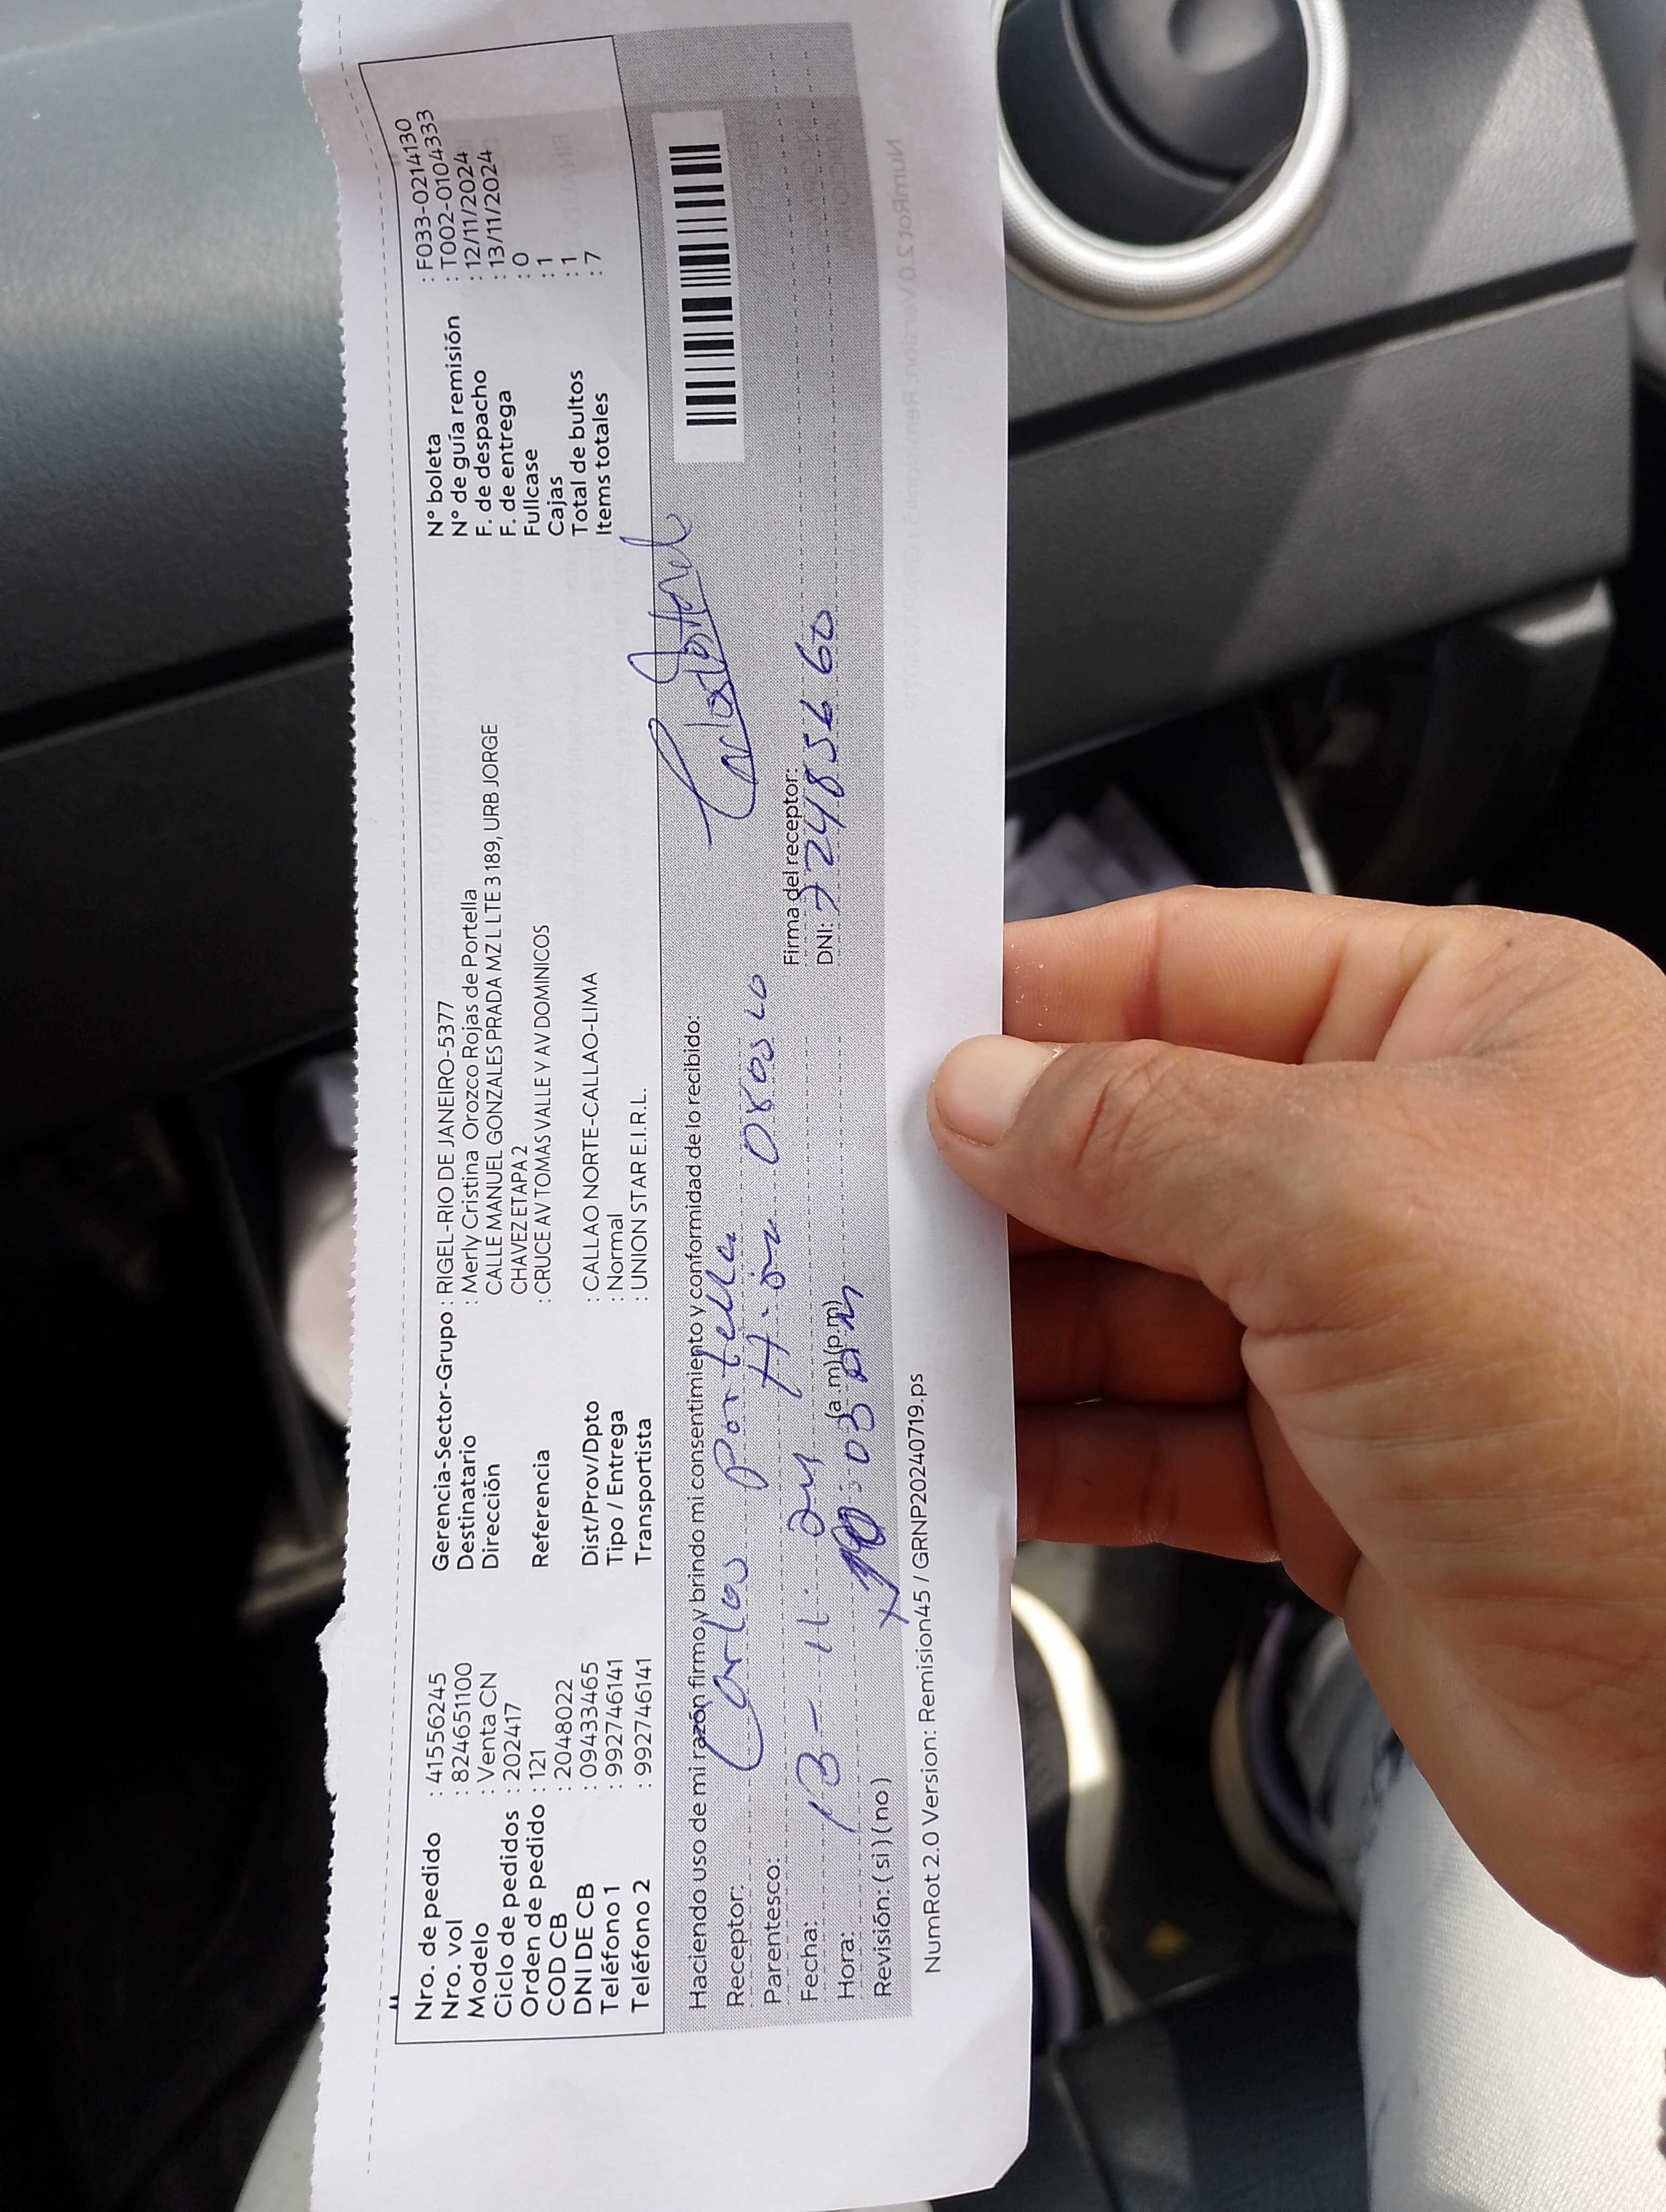 Nro. de pedido : 41556245 Gerencia-Sector-Grupo : RIGEL-RIO DE JANEIRO-5377 N° boleta : F033-0214130
Nro. vol : 824651100 Destinatario : Merly Cristina Orozco Rojas de Portella N° de guía remisión : T002-0104333
Modelo : Venta CN Dirección CALLE MANUEL GONZALES PRADA MZ L LTE 3 189, URB JORGE F. de despacho : 12/11/2024
Ciclo de pedidos : 202417 CHAVEZ ETAPA 2 F. de entrega : 13/11/2024
Orden de pedido : 121 Referencia : CRUCE AV TOMAS VALLE Y AV DOMINICOS Fullcase : 0
COD CB : 2048022 Cajas : 1
DNI DE CB : 09433465 Dist/Prov/Dpto : CALLAO NORTE-CALLAO-LIMA Total de bultos : 1
Teléfono 1 : 992746141 Tipo / Entrega : Normal Items totales : 7
Teléfono 2 : 992746141 Transportista : UNION STAR E.I.R.L.
Haciendo uso de mi razón firmo y brindo mi consentimiento y conformidad de lo recibido:
Receptor: Carlos Portella
Parentesco:
Firma del receptor:
Fecha: 13-11.
DNI: 72485660
Hora: 03 (a.m)(p.m)
Revisión: ( si ) ( no )
NumRot 2.0 Version: Remision45 / GRNP20240719.ps